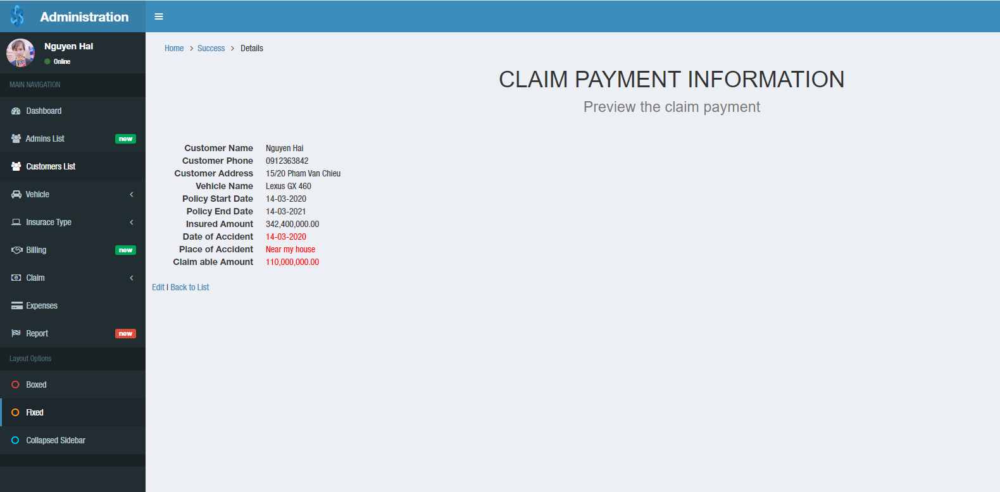 Administration
Nguyen Hai
Online
MAIN NAVIGATION
Dashboard
Admins List new
Customers List
Vehicle
Insurace Type
Billing new
Claim
Expenses
Report new
Layout Options
Boxed
Fixed
Collapsed Sidebar
Home > Success > Details
CLAIM PAYMENT INFORMATION
Preview the claim payment
Customer Name Nguyen Hai
Customer Phone 0912363842
Customer Address 15/20 Pham Van Chieu
Vehicle Name Lexus GX 460
Policy Start Date 14-03-2020
Policy End Date 14-03-2021
Insured Amount 342,400,000.00
Date of Accident 14-03-2020
Place of Accident Near my house
Claim able Amount 110,000,000.00
Edit | Back to List